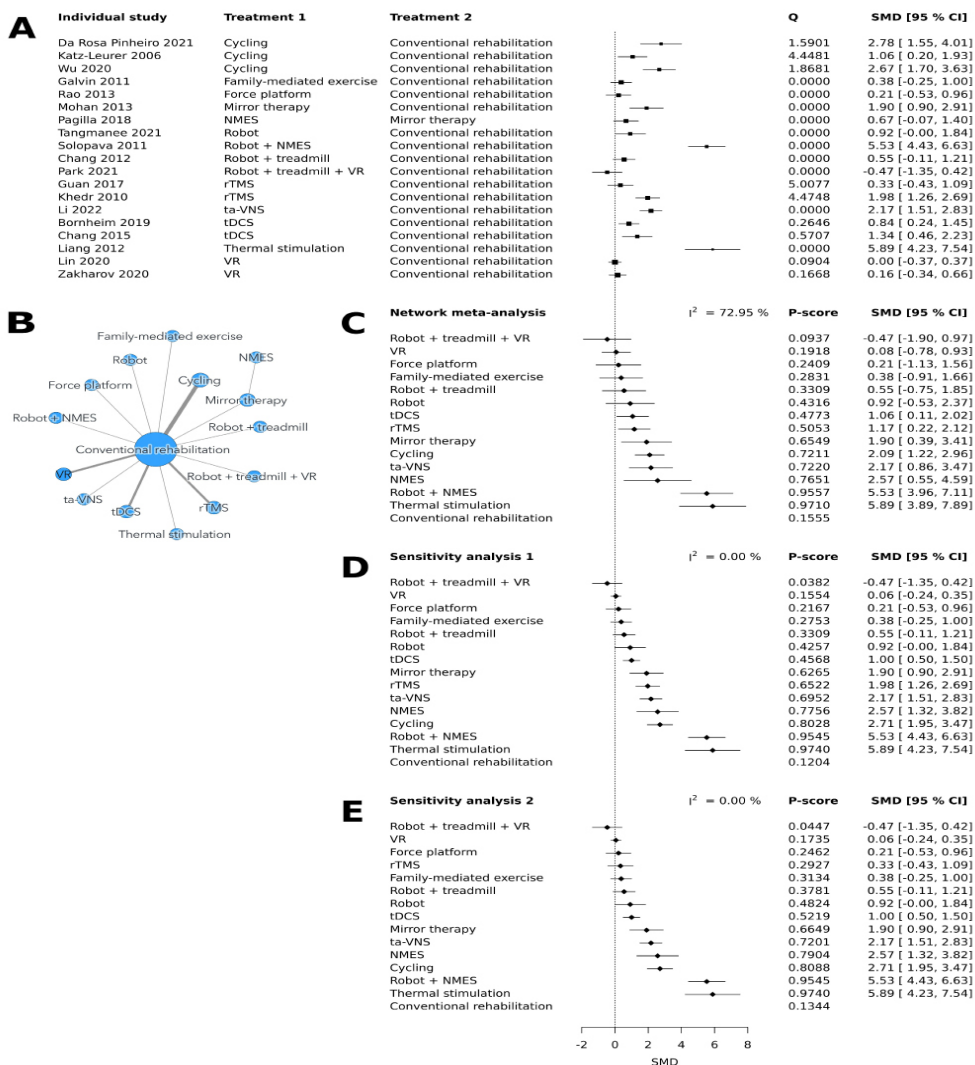 A
Individual study Treatment 1 Treatment 2 Q SMD [95 % CI]
Da Rosa Pinheiro 2021 Cycling Conventional rehabilitation 1.5901 2.78 [ 1.55, 4.01]
Katz-Leurer 2006 Cycling Conventional rehabilitation 4.4481 1.06 [ 0.20, 1.93]
Wu 2020 Cycling Conventional rehabilitation 1.8681 2.67 [ 1.70, 3.63]
Galvin 2011 Family-mediated exercise Conventional rehabilitation 0.0000 0.38 [-0.25, 1.00]
Rao 2013 Force platform Conventional rehabilitation 0.0000 0.21 [-0.53, 0.96]
Mohan 2013 Mirror therapy Conventional rehabilitation 0.0000 1.90 [ 0.90, 2.91]
Pagilla 2018 NMES Mirror therapy 0.0000 0.67 [-0.07, 1.40]
Tangmanee 2021 Robot Conventional rehabilitation 0.0000 0.92 [-0.00, 1.84]
Solopava 2011 Robot + NMES Conventional rehabilitation 0.0000 5.53 [ 4.43, 6.63]
Chang 2012 Robot + treadmill Conventional rehabilitation 0.0000 0.55 [-0.11, 1.21]
Park 2021 Robot + treadmill + VR Conventional rehabilitation 0.0000 -0.47 [-1.35, 0.42]
Guan 2017 rTMS Conventional rehabilitation 5.0077 0.33 [-0.43, 1.09]
Khedr 2010 rTMS Conventional rehabilitation 4.4748 1.98 [ 1.26, 2.69]
Li 2022 ta-VNS Conventional rehabilitation 0.0000 2.17 [ 1.51, 2.83]
Bornheim 2019 tDCS Conventional rehabilitation 0.2646 0.84 [ 0.24, 1.45]
Chang 2015 tDCS Conventional rehabilitation 0.5707 1.34 [ 0.46, 2.23]
Liang 2012 Thermal stimulation Conventional rehabilitation 0.0000 5.89 [ 4.23, 7.54]
Lin 2020 VR Conventional rehabilitation 0.0904 0.00 [-0.37, 0.37]
Zakharov 2020 VR Conventional rehabilitation 0.1668 0.16 [-0.34, 0.66]
B
Family-mediated exercise
Robot
NMES
Cycling
Force platform
Mirror therapy
Robot + NMES
Robot + treadmill
Conventional rehabilitation
VR
Robot + treadmill + VR
ta-VNS
tDCS
rTMS
Thermal stimulation
C
Network meta-analysis I² = 72.95 % P-score SMD [95 % CI]
Robot + treadmill + VR 0.0937 -0.47 [-1.90, 0.97]
VR 0.1918 0.08 [-0.78, 0.93]
Force platform 0.2409 0.21 [-1.13, 1.56]
Family-mediated exercise 0.2831 0.38 [-0.91, 1.66]
Robot + treadmill 0.3309 0.55 [-0.75, 1.85]
Robot 0.4316 0.92 [-0.53, 2.37]
tDCS 0.4773 1.06 [ 0.11, 2.02]
rTMS 0.5053 1.17 [ 0.22, 2.12]
Mirror therapy 0.6549 1.90 [ 0.39, 3.41]
Cycling 0.7211 2.09 [ 1.22, 2.96]
ta-VNS 0.7220 2.17 [ 0.86, 3.47]
NMES 0.7651 2.57 [ 0.55, 4.59]
Robot + NMES 0.9557 5.53 [ 3.96, 7.11]
Thermal stimulation 0.9710 5.89 [ 3.89, 7.89]
Conventional rehabilitation 0.1555
D
Sensitivity analysis 1 I² = 0.00 % P-score SMD [95 % CI]
Robot + treadmill + VR 0.0382 -0.47 [-1.35, 0.42]
VR 0.1554 0.06 [-0.24, 0.35]
Force platform 0.2167 0.21 [-0.53, 0.96]
Family-mediated exercise 0.2753 0.38 [-0.25, 1.00]
Robot + treadmill 0.3309 0.55 [-0.11, 1.21]
Robot 0.4257 0.92 [-0.00, 1.84]
tDCS 0.4568 1.00 [ 0.50, 1.50]
Mirror therapy 0.6265 1.90 [ 0.90, 2.91]
rTMS 0.6522 1.98 [ 1.26, 2.69]
ta-VNS 0.6952 2.17 [ 1.51, 2.83]
NMES 0.7756 2.57 [ 1.32, 3.82]
Cycling 0.8028 2.71 [ 1.95, 3.47]
Robot + NMES 0.9545 5.53 [ 4.43, 6.63]
Thermal stimulation 0.9740 5.89 [ 4.23, 7.54]
Conventional rehabilitation 0.1204
E
Sensitivity analysis 2 I² = 0.00 % P-score SMD [95 % CI]
Robot + treadmill + VR 0.0447 -0.47 [-1.35, 0.42]
VR 0.1735 0.06 [-0.24, 0.35]
Force platform 0.2462 0.21 [-0.53, 0.96]
rTMS 0.2927 0.33 [-0.43, 1.09]
Family-mediated exercise 0.3134 0.38 [-0.25, 1.00]
Robot + treadmill 0.3781 0.55 [-0.11, 1.21]
Robot 0.4824 0.92 [-0.00, 1.84]
tDCS 0.5219 1.00 [ 0.50, 1.50]
Mirror therapy 0.6649 1.90 [ 0.90, 2.91]
ta-VNS 0.7201 2.17 [ 1.51, 2.83]
NMES 0.7904 2.57 [ 1.32, 3.82]
Cycling 0.8088 2.71 [ 1.95, 3.47]
Robot + NMES 0.9545 5.53 [ 4.43, 6.63]
Thermal stimulation 0.9740 5.89 [ 4.23, 7.54]
Conventional rehabilitation 0.1344
-2 0 2 4 6 8
SMD